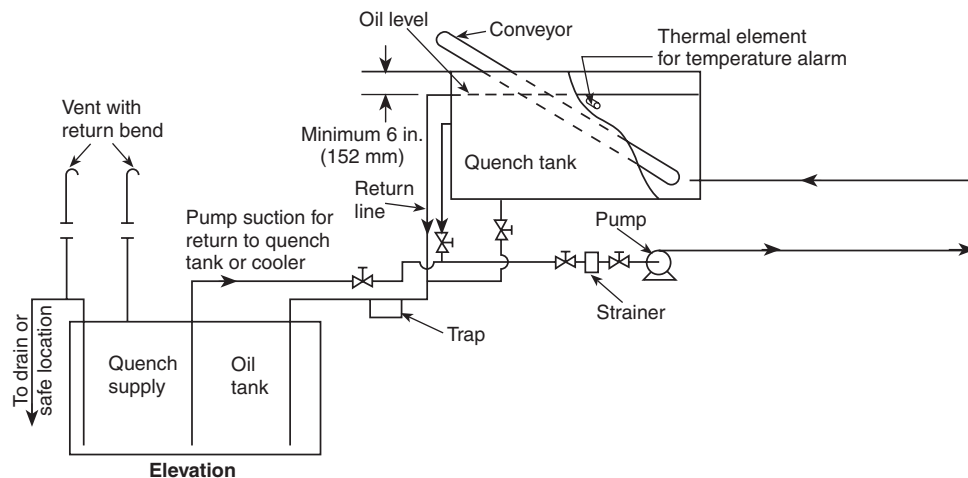 Oil level
Conveyor
Thermal element
for temperature alarm
Vent with
return bend
Minimum 6 in.
(152 mm)
Quench tank
Return
line
Pump suction for
return to quench
tank or cooler
Pump
Strainer
Trap
To drain or
safe location
Quench
supply
Oil
tank
Elevation